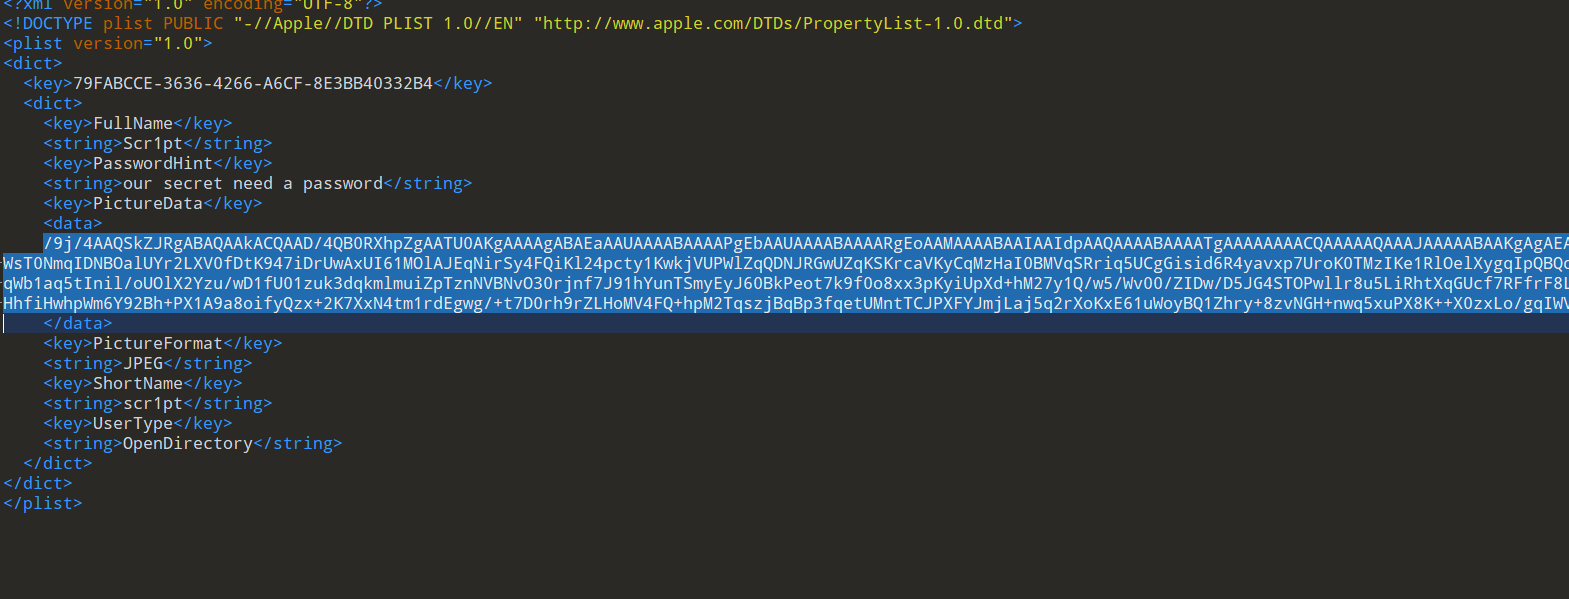 <?xml version="1.0" encoding="UTF-8"?>
<!DOCTYPE plist PUBLIC "-//Apple//DTD PLIST 1.0//EN" "http://www.apple.com/DTDs/PropertyList-1.0.dtd">
<plist version="1.0">
<dict>
<key>79FABCCE-3636-4266-A6CF-8E3BB40332B4</key>
<dict>
<key>FullName</key>
<string>Scr1pt</string>
<key>PasswordHint</key>
<string>our secret need a password</string>
<key>PictureData</key>
<data>
/9j/4AAQSkZJRgABAQAAkACQAAD/4QB0RXhpZgAATU0AKgAAAAgABAEaAAUAAAABAAAAPgEbAAUAAAABAAAARgEoAAMAAAABAAIAAIdpAAQAAAABAAAATgAAAAAAAACQAAAAAQAAAJAAAAABAAKgAgAEA
WsT0NmqIDNBOalUYr2LXV0fDtK947iDrUwAxUI61MOlAJEqNirSy4FQiKl24pcty1KwkjVUPWlZqQDNJRGwUZqKSKrcaVKyCqMzHaI0BMVqSRriq5UCgGisid6R4yavxp7UroK0TMzIKe1RlOelXygqIpQBQc
qWb1aq5tInil/oUOlX2Yzu/wD1fU01zuk3dqkmlmuiZpTznNVBNvO30rjnf7J91hYunTSmyEyJ60BkPeot7k9fOo8xx3pKyiUpXd+hM27y1Q/w5/Wv00/ZIDw/D5JG4STOPwllr8u5LiRhtXqGUcf7RFfrF8L
HhfiHwhpWm6Y92Bh+PX1A9a8oifyQzx+2K7XxN4tm1rdEgwg/+t7D0rh9rZLHoMV4FQ+hpM2TqszjBqBp3fqetUMntTCJPXFYJmjLaj5q2rXoKxE61uWoyBQ1Zhry+8zvNGH+nwq5xuPX8K++XOzxLo/gqIWV
</data>
<key>PictureFormat</key>
<string>JPEG</string>
<key>ShortName</key>
<string>scr1pt</string>
<key>UserType</key>
<string>OpenDirectory</string>
</dict>
</dict>
</plist>